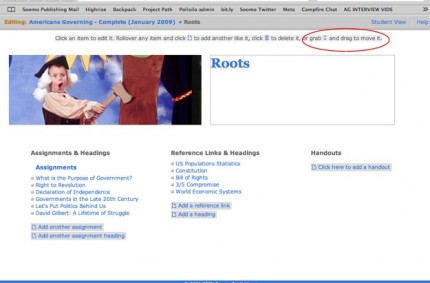 Soomo Publishing Mail Highrise Backpack Project Path Polisilo admin bit.ly Soomo Twitter Mets Campfire Chat AG INTERVIEW VIDS
Editing: Americans Governing - Complete (January 2009) • Roots
Student View Help
Click an item to edit it. Rollover any item and click to add another like it, click to delete it, or grab and drag to move it.
Roots
Assignments & Headings
Assignments
What is the Purpose of Government?
Right to Revolution
Declaration of Independence
Governments in the Late 20th Century
Let's Put Politics Behind Us
David Gilbert: A Lifetime of Struggle
Add another assignment
Add another assignment heading
Reference Links & Heading
US Populations Statistics
Constitution
Bill of Rights
3/5 Compromise
World Economic Systems
Add a reference link
Add a heading
Handouts
Click here to add a handout